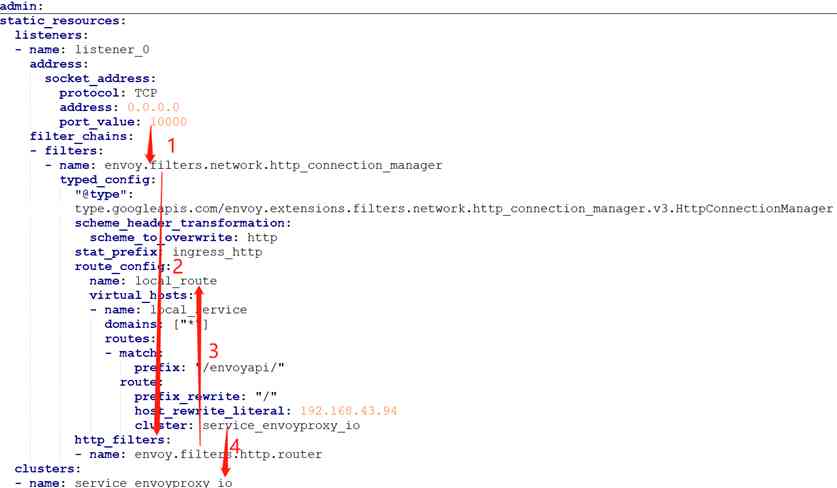 admin:
static_resources:
  listeners:
  - name: listener_0
    address:
      socket_address:
        protocol: TCP
        address: 0.0.0.0
        port_value: 10000
1
    filter_chains:
    - filters:
      - name: envoy.filters.network.http_connection_manager
        typed_config:
          "@type":
          type.googleapis.com/envoy.extensions.filters.network.http_connection_manager.v3.HttpConnectionManager
          scheme_header_transformation:
            scheme_to_overwrite: http
          stat_prefix: ingress_http
          route_config:
2
            name: local_route
            virtual_hosts:
            - name: local_service
              domains: ["*"]
              routes:
              - match:
3
                  prefix: "/envoyapi/"
                route:
                  prefix_rewrite: "/"
                  host_rewrite_literal: 192.168.43.94
                  cluster: service_envoyproxy_io
          http_filters:
4
          - name: envoy.filters.http.router
  clusters:
  - name: service_envoyproxy_io